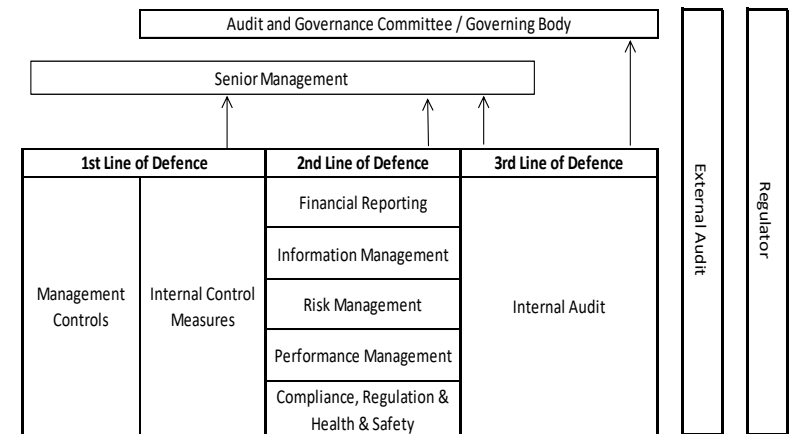 Audit and Governance Committee / Governing Body
Senior Management
1st Line of Defence
2nd Line of Defence
3rd Line of Defence
Management
Controls
Internal Control
Measures
Financial Reporting
Information Management
Risk Management
Performance Management
Compliance, Regulation &
Health & Safety
Internal Audit
External Audit
Regulator